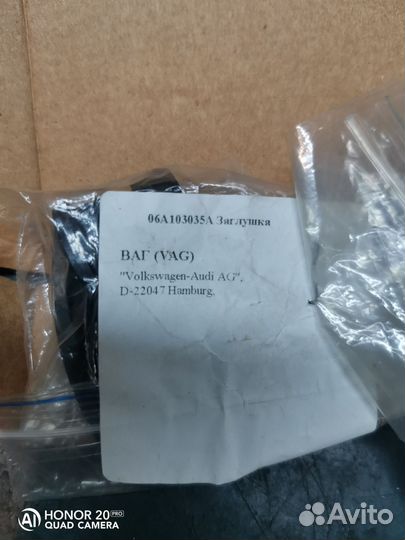 06A103035A Заглушка
ВАГ (VAG)
"Volkswagen-Audi AG",
D-22047 Hamburg,
HONOR 20 PRO
QUAD CAMERA
Avito